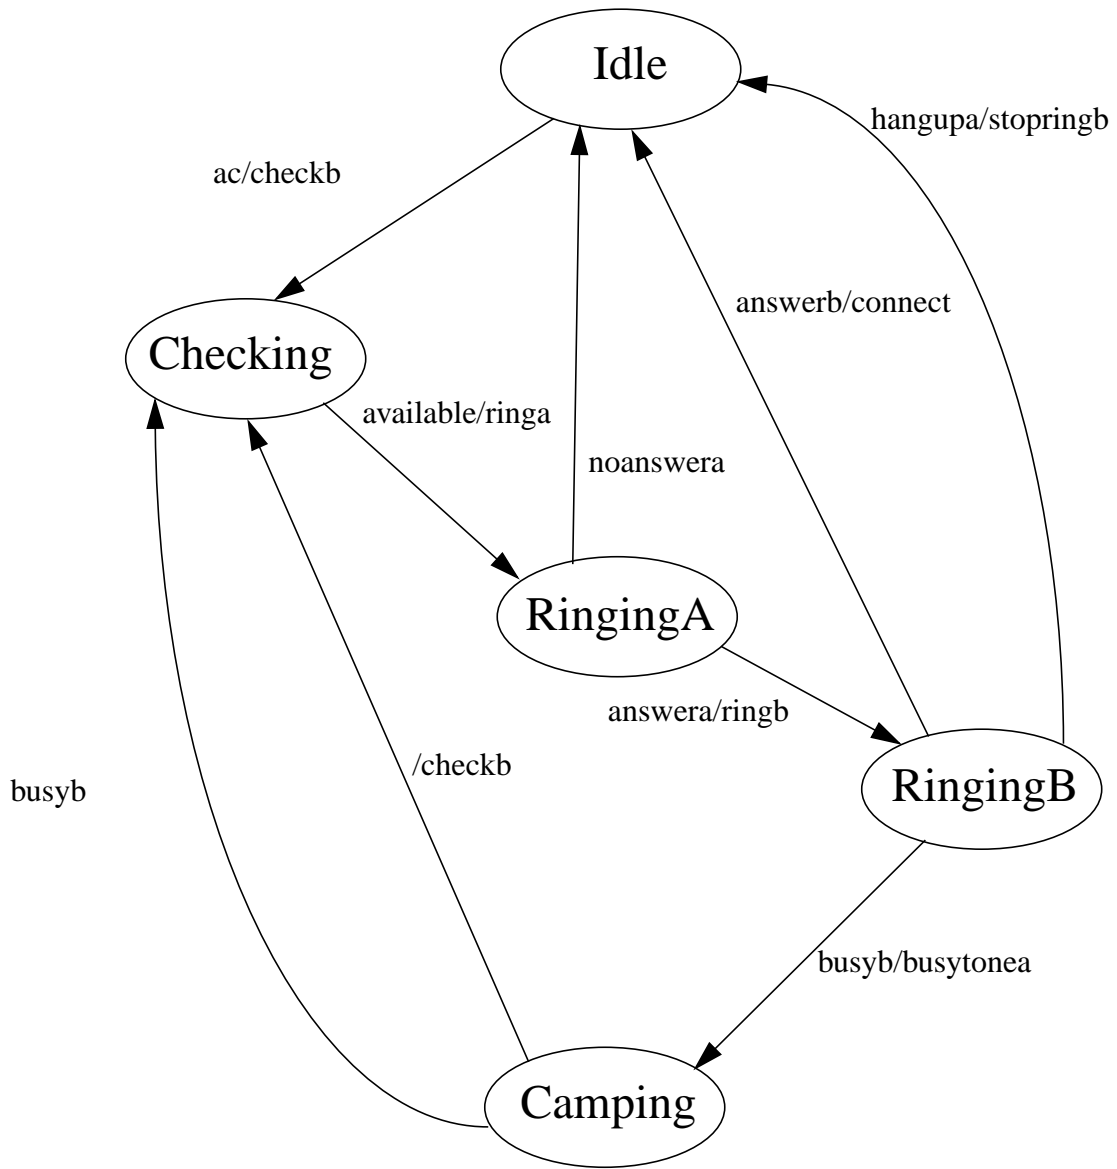 Idle
hangupa/stopringb
ac/checkb
answerb/connect
Checking
available/ringa
noanswera
RingingA
answera/ringb
/checkb
RingingB
busyb
busyb/busytonea
Camping